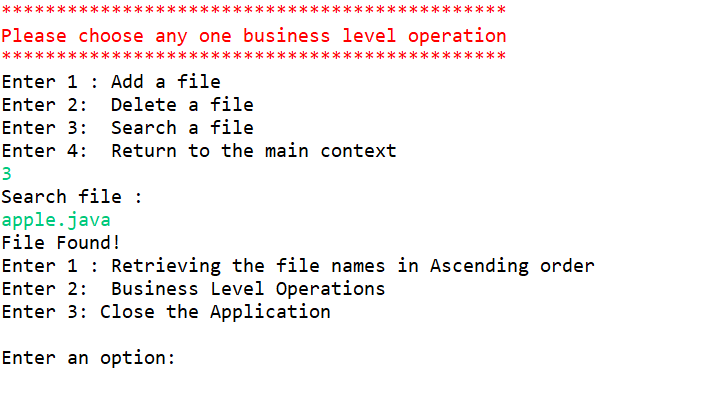 **********************************************
Please choose any one business level operation
**********************************************
Enter 1 : Add a file
Enter 2:  Delete a file
Enter 3:  Search a file
Enter 4:  Return to the main context
3
Search file :
apple.java
File Found!
Enter 1 : Retrieving the file names in Ascending order
Enter 2:  Business Level Operations
Enter 3: Close the Application
Enter an option: